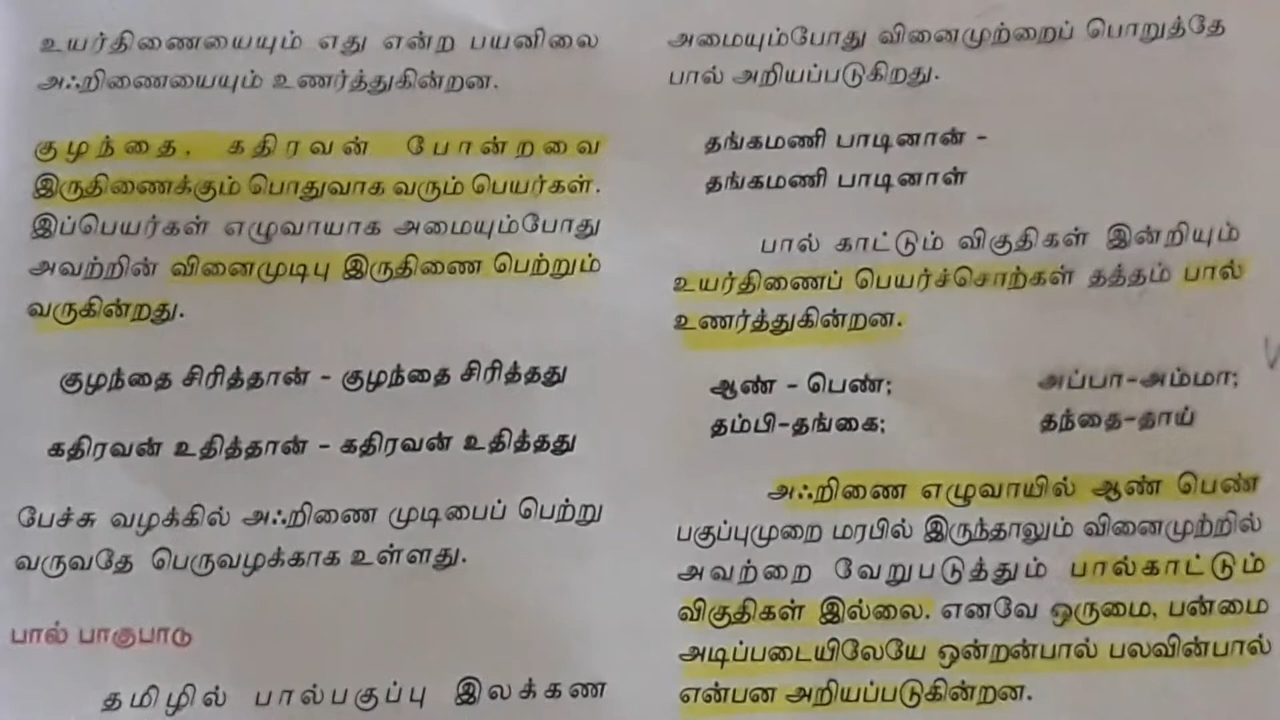 உயர்திணையையும் எது என்ற பயனிலை
அஃறிணையையும் உணர்த்துகின்றன.
குழந்தை, கதிரவன் போன்றவை
இருதிணைக்கும் பொதுவாக வரும் பெயர்கள்.
இப்பெயர்கள் எழுவாயாக அமையும்போது
அவற்றின் வினைமுடிபு இருதிணை பெற்றும்
வருகின்றது.
குழந்தை சிரித்தான் – குழந்தை சிரித்தது
கதிரவன் உதித்தான் – கதிரவன் உதித்தது
பேச்சு வழக்கில் அஃறிணை முடிபைப் பெற்று
வருவதே பெருவழக்காக உள்ளது.
பால் பாகுபாடு
தமிழில் பால்பகுப்பு இலக்கண
அமையும்போது வினைமுற்றைப் பொறுத்தே
பால் அறியப்படுகிறது.
தங்கமணி பாடினான் –
தங்கமணி பாடினாள்
பால் காட்டும் விகுதிகள் இன்றியும்
உயர்திணைப் பெயர்ச்சொற்கள் தத்தம் பால்
உணர்த்துகின்றன.
ஆண் – பெண்; அப்பா–அம்மா;
தம்பி–தங்கை; தந்தை–தாய்
அஃறிணை எழுவாயில் ஆண் பெண்
பகுப்புமுறை மரபில் இருந்தாலும் வினைமுற்றில்
அவற்றை வேறுபடுத்தும் பால்காட்டும்
விகுதிகள் இல்லை. எனவே ஒருமை, பன்மை
அடிப்படையிலேயே ஒன்றன்பால் பலவின்பால்
என்பன அறியப்படுகின்றன.